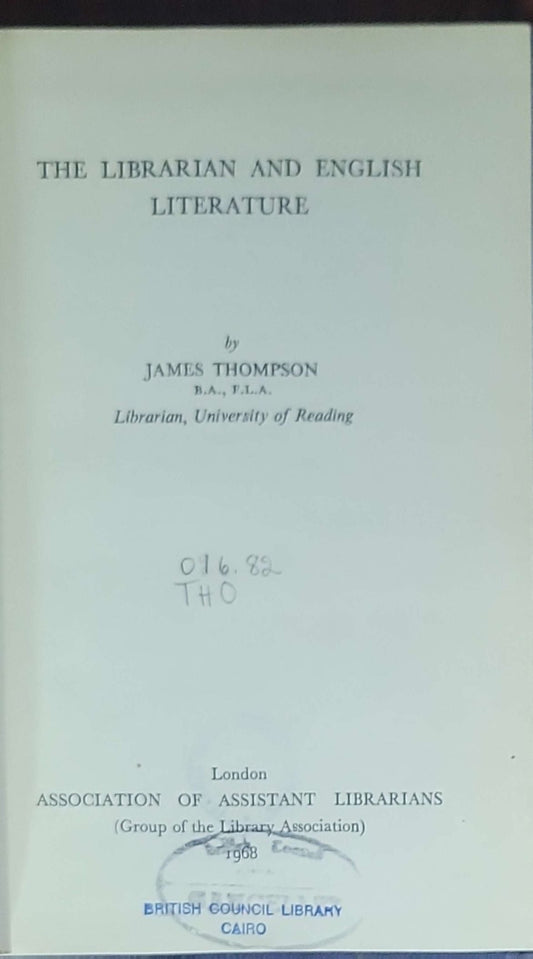 THE LIBRARIAN AND ENGLISH
LITERATURE
by
JAMES THOMPSON
B.A., F.L.A.
Librarian, University of Reading
016.82
THO
London
ASSOCIATION OF ASSISTANT LIBRARIANS
(Group of the Library Association)
1968
BRITISH COUNCIL LIBRARY
CAIRO